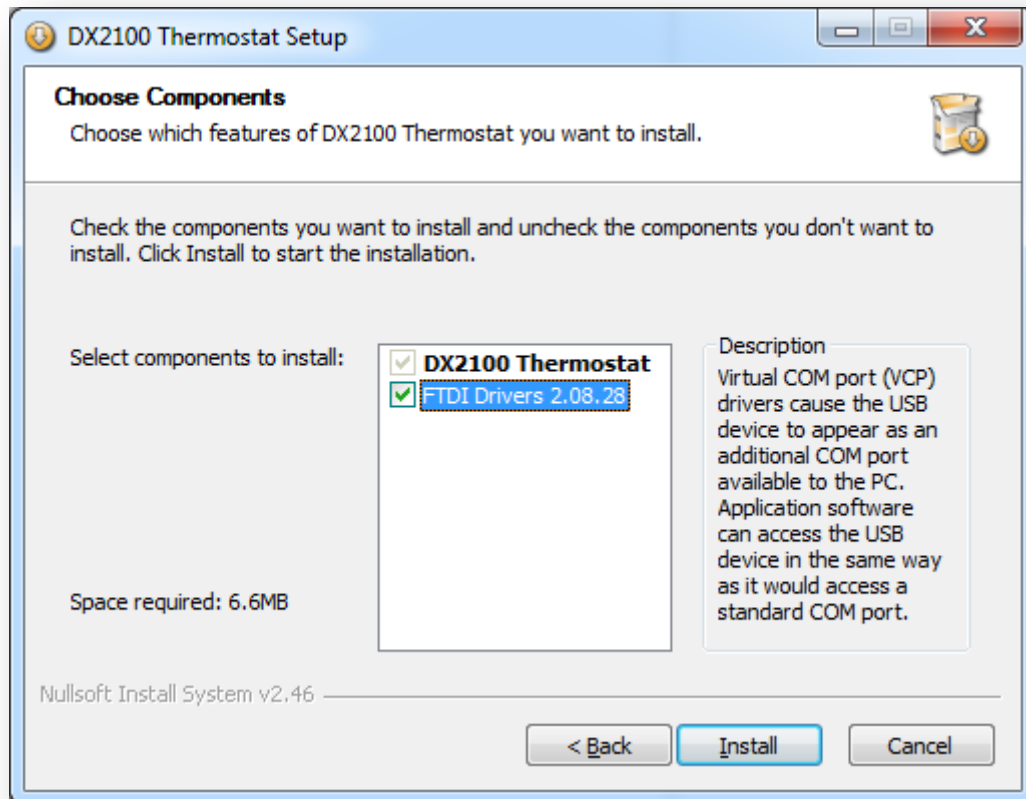 DX2100 Thermostat Setup
Choose Components
Choose which features of DX2100 Thermostat you want to install.
Check the components you want to install and uncheck the components you don't want to
install. Click Install to start the installation.
Select components to install:
DX2100 Thermostat
FTDI Drivers 2.08.28
Description
Virtual COM port (VCP)
drivers cause the USB
device to appear as an
additional COM port
available to the PC.
Application software
can access the USB
device in the same way
as it would access a
standard COM port.
Space required: 6.6MB
Nullsoft Install System v2.46
< Back
Install
Cancel